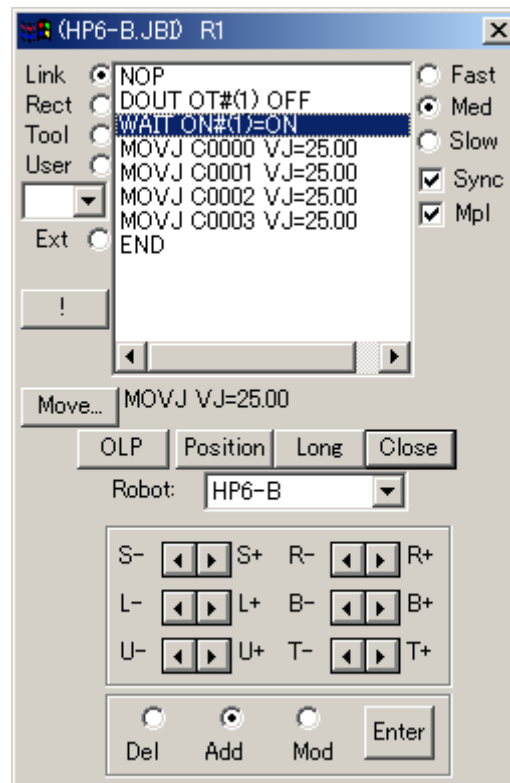 (HP6-B.JBI) R1
Link NOP Fast
Rect DOUT OT#(1) OFF Med
Tool WAIT ON#(1)=ON Slow
User MOVJ C0000 VJ=25.00
MOVJ C0001 VJ=25.00 Sync
MOVJ C0002 VJ=25.00 Mpl
MOVJ C0003 VJ=25.00
Ext END
!
Move... MOVJ VJ=25.00
OLP Position Long Close
Robot: HP6-B
S- S+ R- R+
L- L+ B- B+
U- U+ T- T+
Del Add Mod Enter